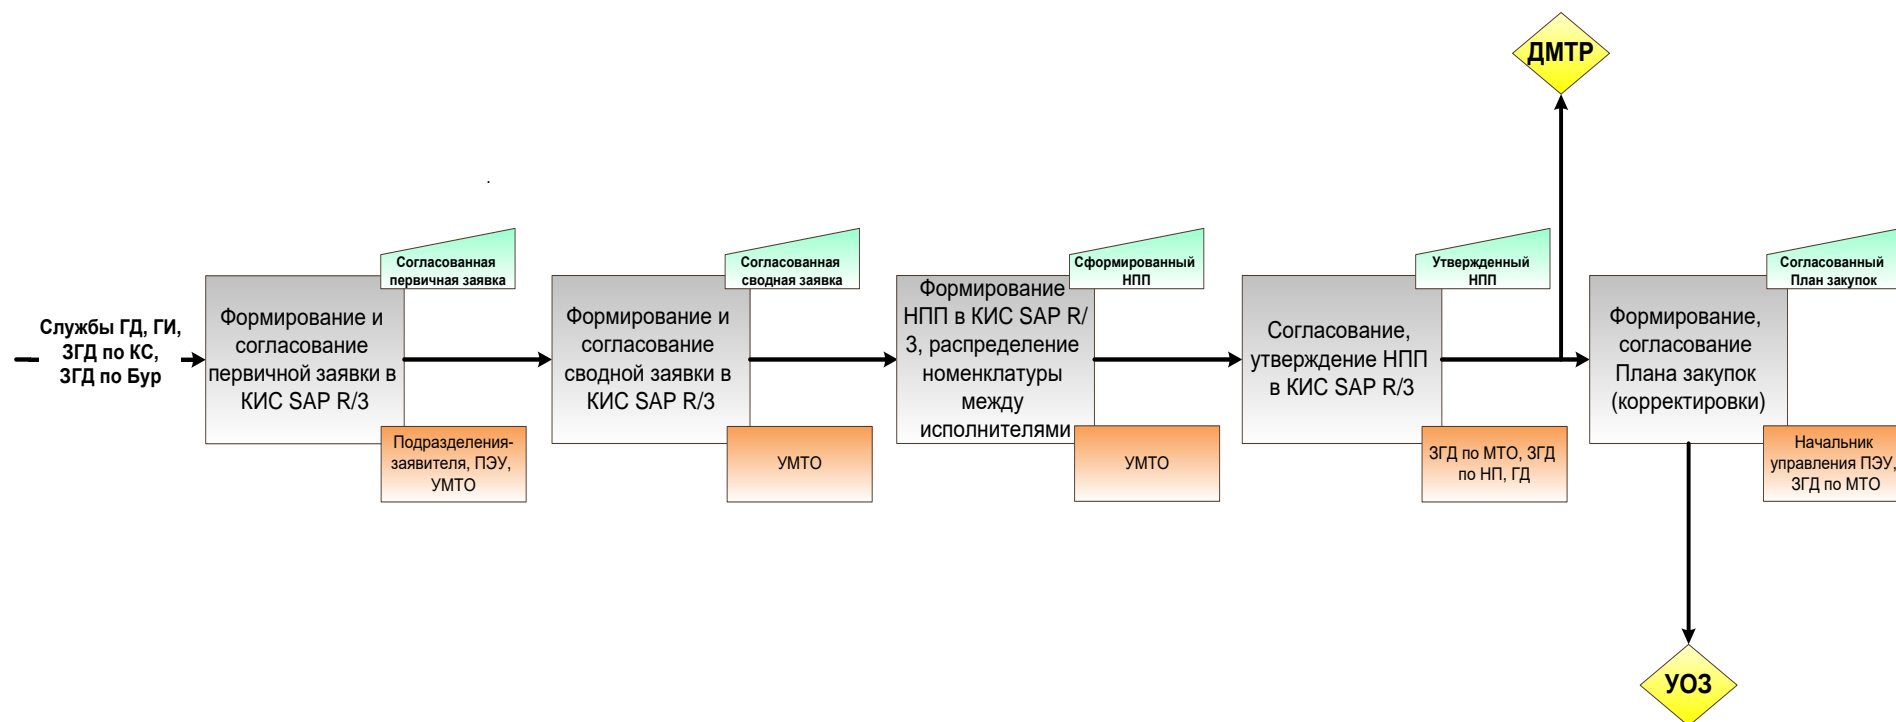 ДМТР
Согласованная
первичная заявка
Согласованная
сводная заявка
Сформированный
НПП
Утвержденный
НПП
Согласованный
План закупок
Службы ГД, ГИ,
ЗГД по КС,
ЗГД по Бур
Формирование и
согласование
первичной заявки в
КИС SAP R/3
Формирование и
согласование
сводной заявки в
КИС SAP R/3
Формирование
НПП в КИС SAP R/
3, распределение
номенклатуры
между
исполнителями
Согласование,
утверждение НПП
в КИС SAP R/3
Формирование,
согласование
Плана закупок
(корректировки)
Подразделения-
заявителя, ПЭУ,
УМТО
УМТО
УМТО
ЗГД по МТО, ЗГД
по НП, ГД
Начальник
управления ПЭУ,
ЗГД по МТО
УОЗ